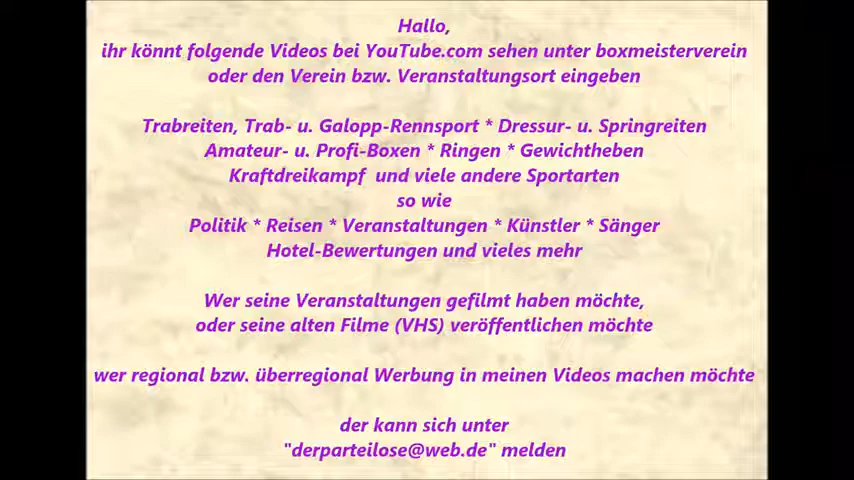 Hallo,
ihr könnt folgende Videos bei YouTube.com sehen unter boxmeisterverein
oder den Verein bzw. Veranstaltungsort eingeben
Trabreiten, Trab- u. Galopp-Rennsport * Dressur- u. Springreiten
Amateur- u. Profi-Boxen * Ringen * Gewichtheben
Kraftdreikampf und viele andere Sportarten
so wie
Politik * Reisen * Veranstaltungen * Künstler * Sänger
Hotel-Bewertungen und vieles mehr
Wer seine Veranstaltungen gefilmt haben möchte,
oder seine alten Filme (VHS) veröffentlichen möchte
wer regional bzw. überregional Werbung in meinen Videos machen möchte
der kann sich unter
"derparteilose@web.de" melden